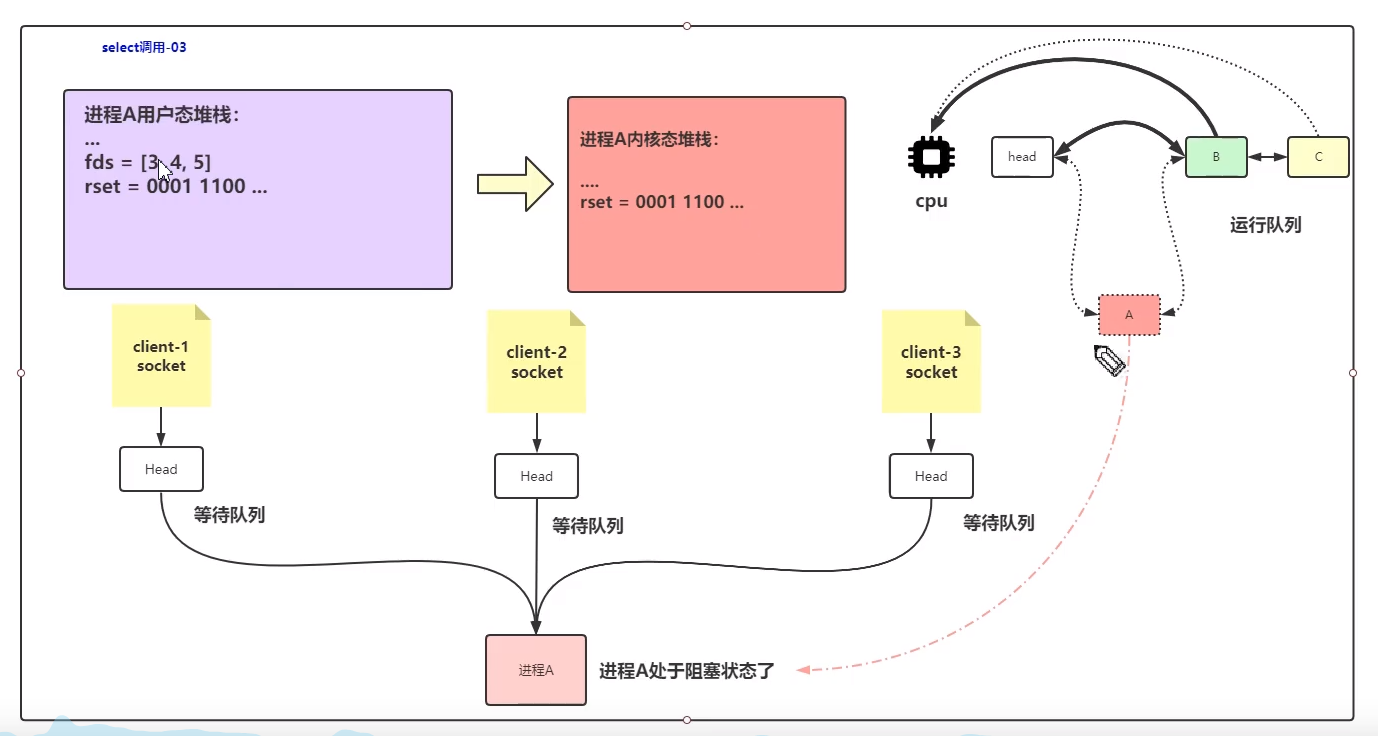 select调用-03
进程A用户态堆栈：
...
fds = [3, 4, 5]
rset = 0001 1100 ...
进程A内核态堆栈：
....
rset = 0001 1100 ...
cpu
head
B
C
运行队列
A
client-1
socket
client-2
socket
client-3
socket
Head
Head
Head
等待队列
等待队列
等待队列
进程A
进程A处于阻塞状态了